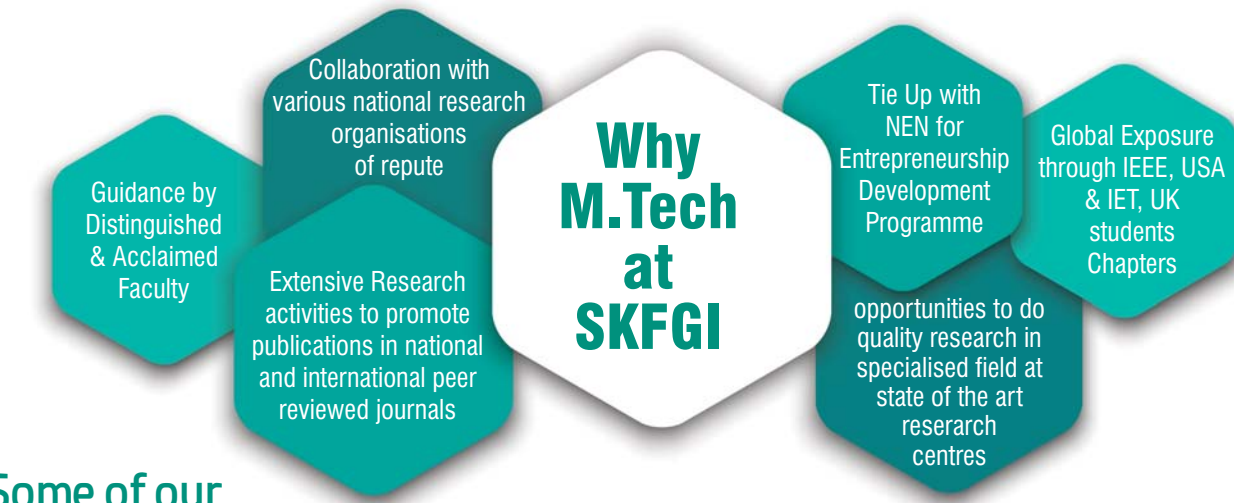 Guidance by
Distinguished
& Acclaimed
Faculty
Collaboration with
various national research
organisations
of repute
Extensive Research
activities to promote
publications in national
and international peer
reviewed journals
Why
M.Tech
at
SKFGI
Tie Up with
NEN for
Entrepreneurship
Development
Programme
opportunities to do
quality research in
specialised field at
state of the art
reserarch
centres
Global Exposure
through IEEE, USA
& IET, UK
students
Chapters
Some of our